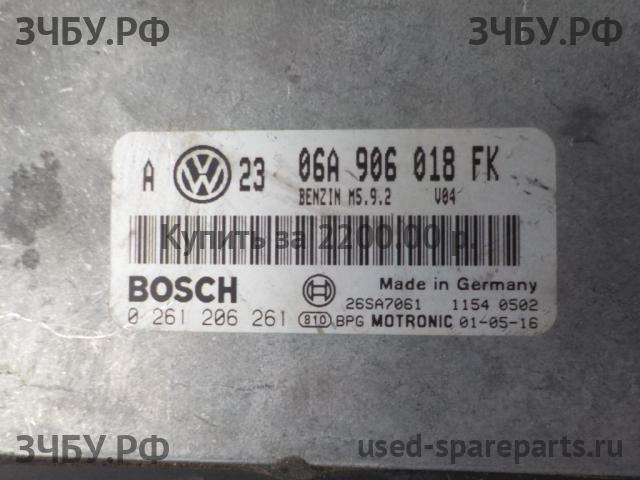 ЗЧБУ.РФ ЗЧБУ.РФ
A 23 06A 906 018 FK
BENZIN M5.9.2 V04
Купить за 2200.00 р.
BOSCH Made in Germany
26SA7061 1154 0502
0 261 206 261 810 BPG MOTRONIC 01-05-16
ЗЧБУ.РФ used-spareparts.ru